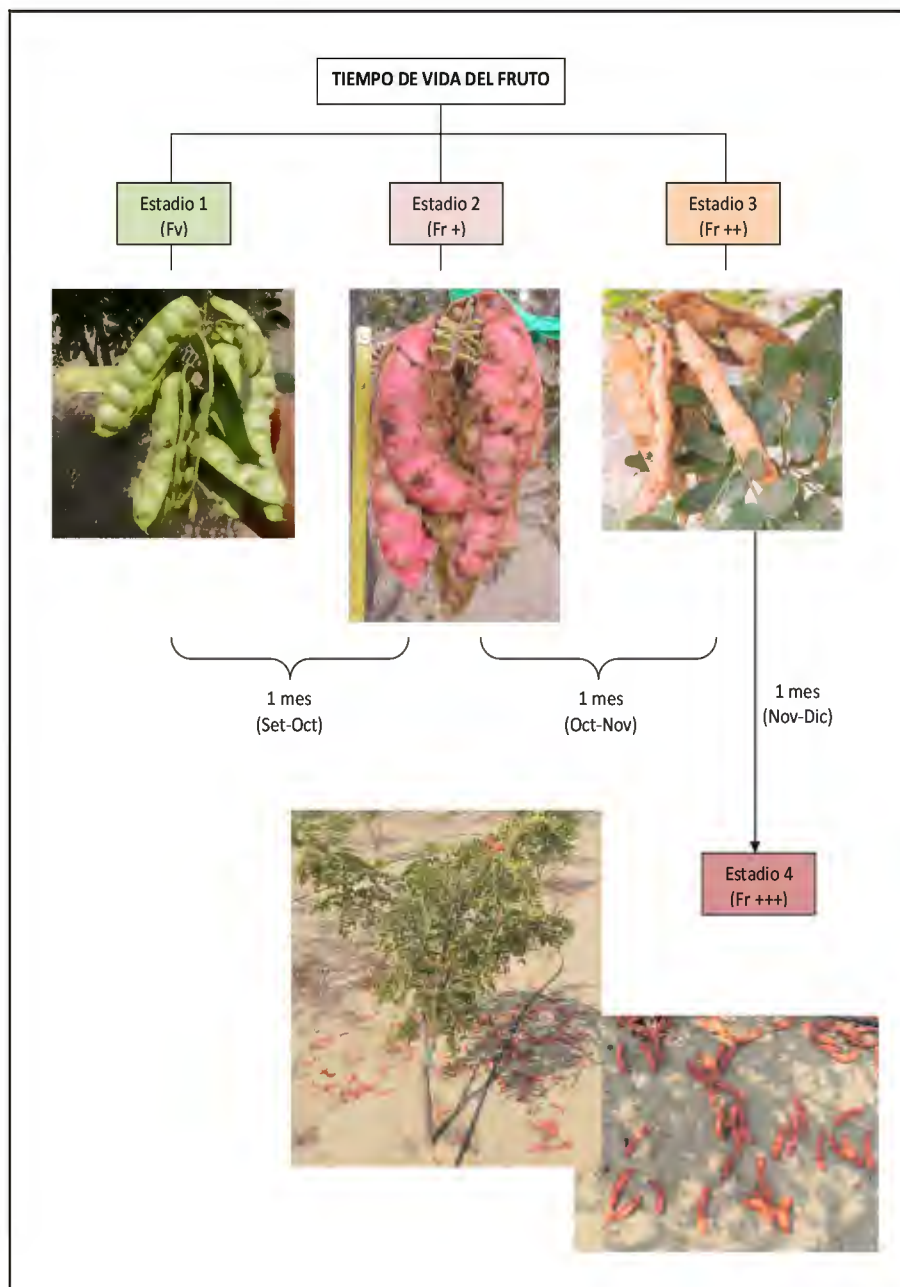 TIEMPO DE VIDA DEL FRUTO
Estadio 1
(Fv)
Estadio 2
(Fr +)
Estadio 3
(Fr ++)
1 mes
(Set-Oct)
1 mes
(Oct-Nov)
1 mes
(Nov-Dic)
Estadio 4
(Fr +++)